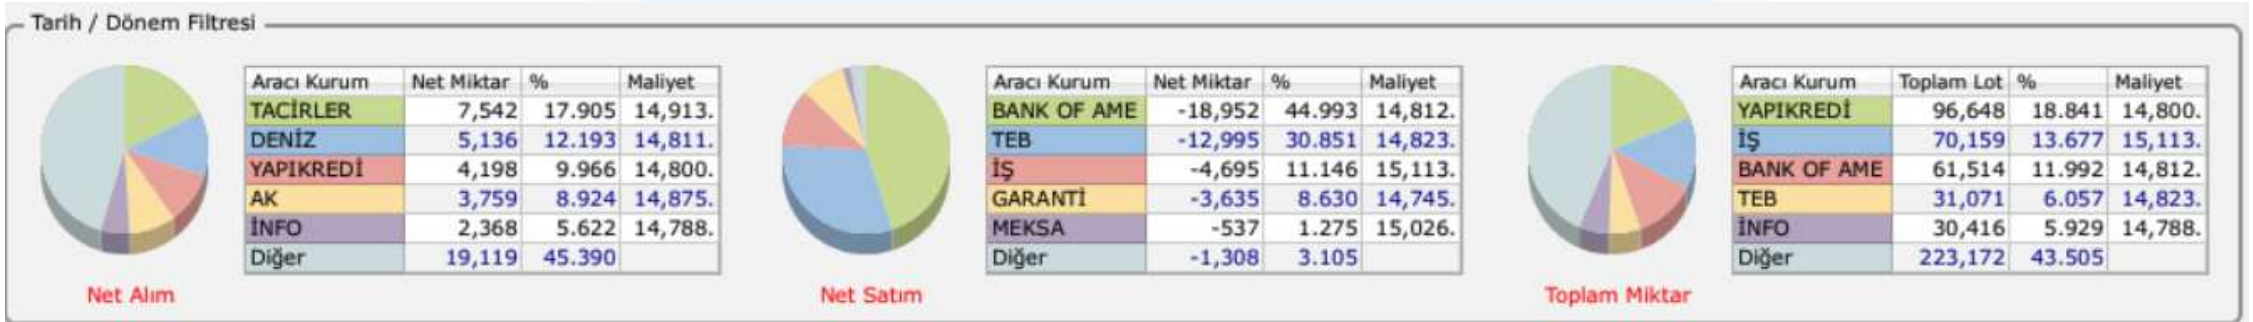 Tarih / Dönem Filtresi
Aracı Kurum Net Miktar % Maliyet
TACİRLER 7,542 17.905 14,913.
DENİZ 5,136 12.193 14,811.
YAPIKREDİ 4,198 9.966 14,800.
AK 3,759 8.924 14,875.
İNFO 2,368 5.622 14,788.
Diğer 19,119 45.390
Net Alım
Aracı Kurum Net Miktar % Maliyet
BANK OF AME -18,952 44.993 14,812.
TEB -12,995 30.851 14,823.
İŞ -4,695 11.146 15,113.
GARANTİ -3,635 8.630 14,745.
MEKSA -537 1.275 15,026.
Diğer -1,308 3.105
Net Satım
Aracı Kurum Toplam Lot % Maliyet
YAPIKREDİ 96,648 18.841 14,800.
İŞ 70,159 13.677 15,113.
BANK OF AME 61,514 11.992 14,812.
TEB 31,071 6.057 14,823.
İNFO 30,416 5.929 14,788.
Diğer 223,172 43.505
Toplam Miktar